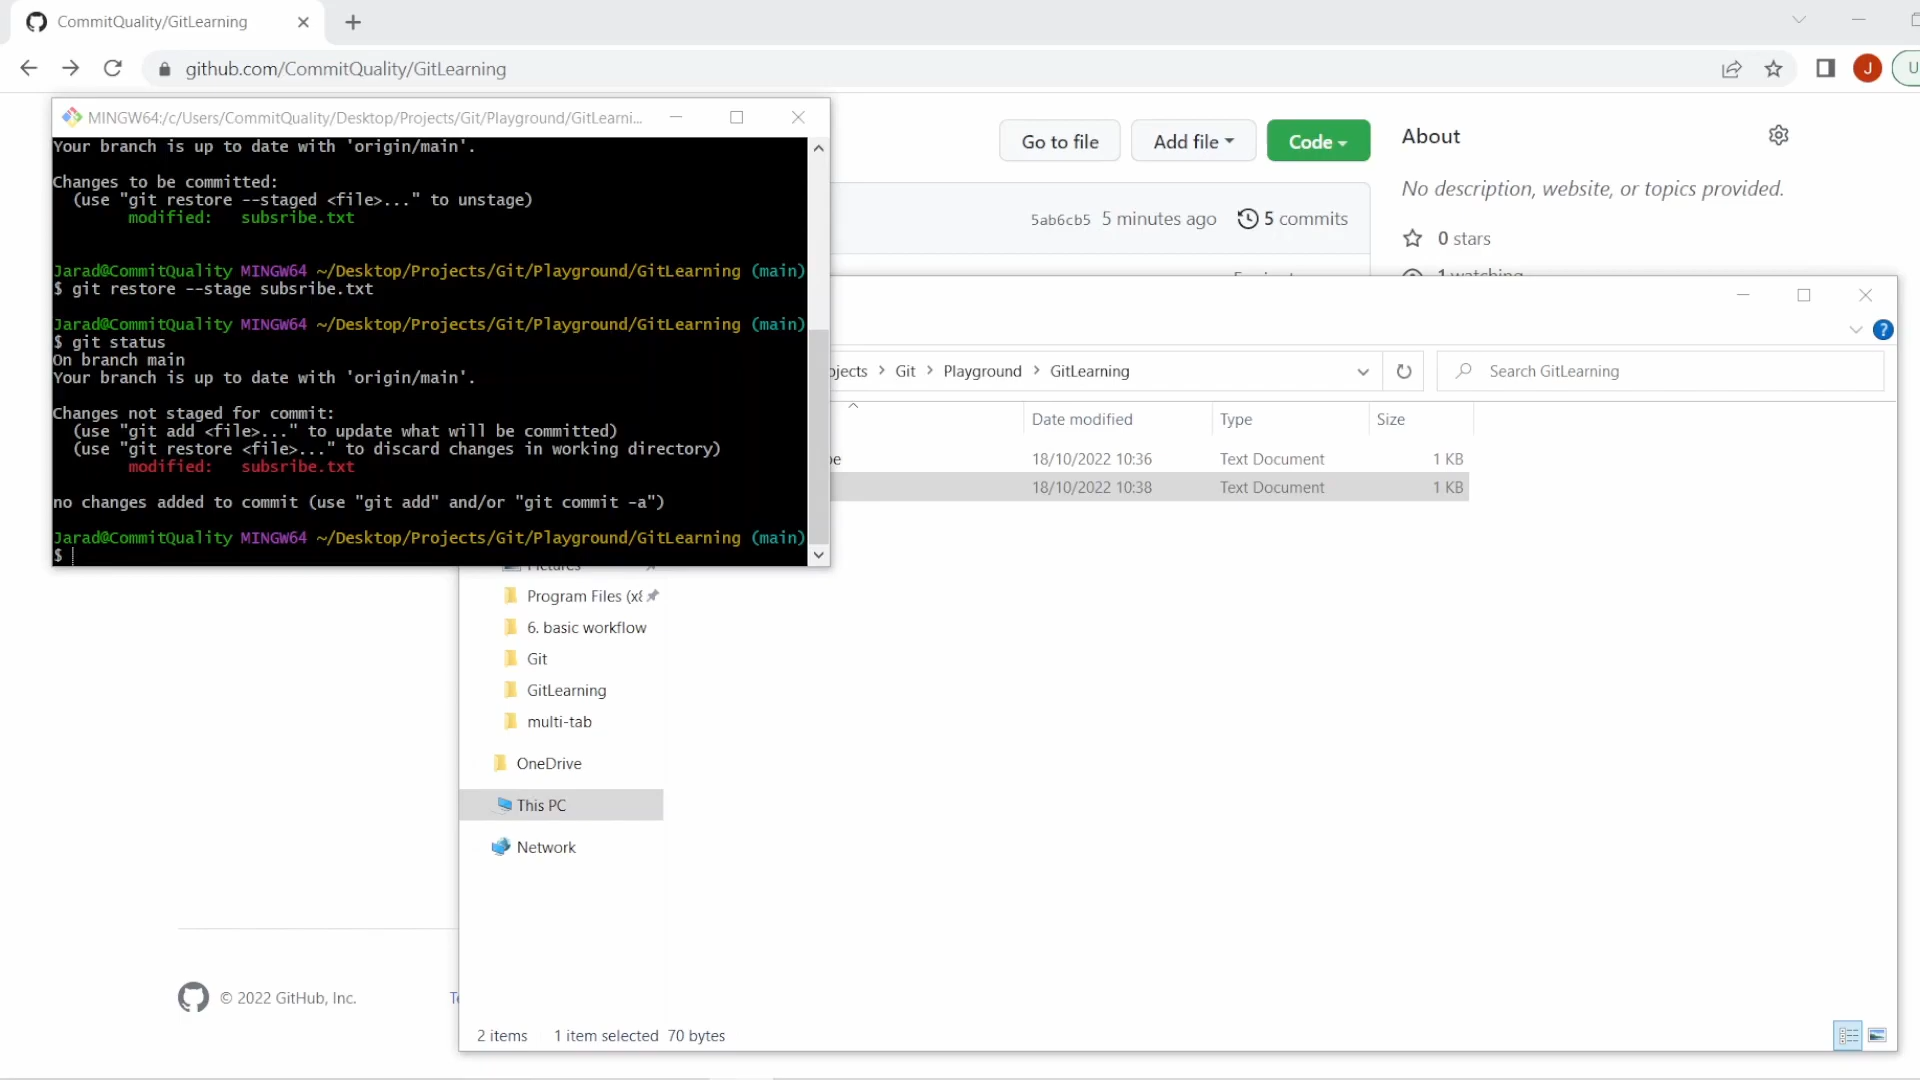 CommitQuality/GitLearning
github.com/CommitQuality/GitLearning
J
U
MINGW64:/c/Users/CommitQuality/Desktop/Projects/Git/Playground/GitLearni...
Your branch is up to date with 'origin/main'.
Changes to be committed:
(use "git restore --staged <file>..." to unstage)
modified: subsribe.txt
Jarad@CommitQuality MINGW64 ~/Desktop/Projects/Git/Playground/GitLearning (main)
$ git restore --stage subsribe.txt
Jarad@CommitQuality MINGW64 ~/Desktop/Projects/Git/Playground/GitLearning (main)
$ git status
On branch main
Your branch is up to date with 'origin/main'.
Changes not staged for commit:
(use "git add <file>..." to update what will be committed)
(use "git restore <file>..." to discard changes in working directory)
modified: subsribe.txt
no changes added to commit (use "git add" and/or "git commit -a")
Jarad@CommitQuality MINGW64 ~/Desktop/Projects/Git/Playground/GitLearning (main)
$
Go to file Add file Code
About
No description, website, or topics provided.
5ab6cb5 5 minutes ago 5 commits
0 stars
1 watching
?
ojects > Git > Playground > GitLearning
Search GitLearning
Date modified Type Size
be 18/10/2022 10:36 Text Document 1 KB
18/10/2022 10:38 Text Document 1 KB
Pictures
Program Files (x8
6. basic workflow
Git
GitLearning
multi-tab
OneDrive
This PC
Network
© 2022 GitHub, Inc.
Te
2 items 1 item selected 70 bytes